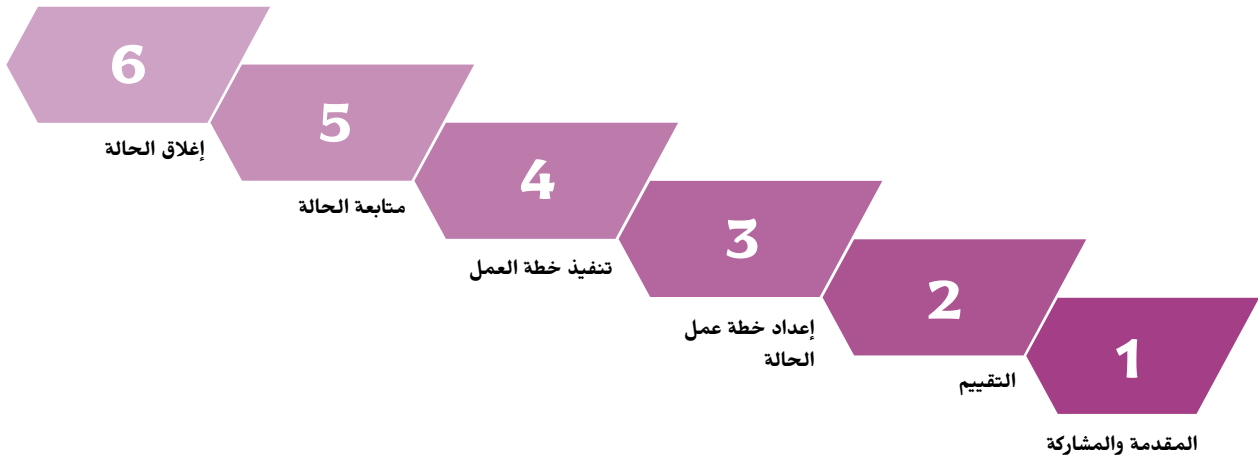 1
المقدمة والمشاركة
2
التقييم
3
إعداد خطة عمل
الحالة
4
تنفيذ خطة العمل
5
متابعة الحالة
6
إغلاق الحالة